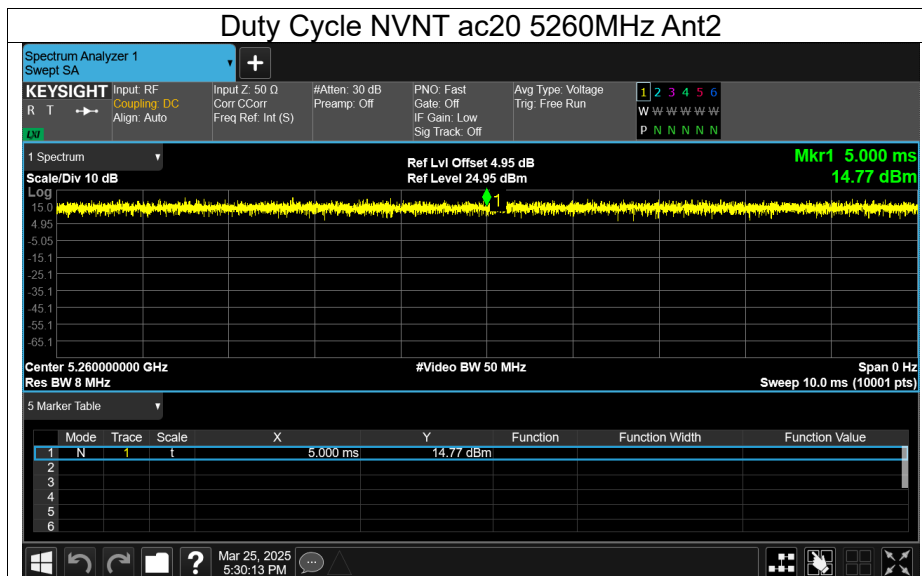 Duty Cycle NVNT ac20 5260MHz Ant2
Spectrum Analyzer 1
Swept SA
+
KEYSIGHT
R T
LXI
Input: RF
Coupling: DC
Align: Auto
Input Z: 50 Ω
Corr CCorr
Freq Ref: Int (S)
#Atten: 30 dB
Preamp: Off
PNO: Fast
Gate: Off
IF Gain: Low
Sig Track: Off
Avg Type: Voltage
Trig: Free Run
1 2 3 4 5 6
W W W W W W
P N N N N N
1 Spectrum
Scale/Div 10 dB
Ref Lvl Offset 4.95 dB
Ref Level 24.95 dBm
Mkr1 5.000 ms
14.77 dBm
Log
15.0
4.95
-5.05
-15.1
-25.1
-35.1
-45.1
-55.1
-65.1
1
Center 5.260000000 GHz
#Video BW 50 MHz
Span 0 Hz
Res BW 8 MHz
Sweep 10.0 ms (10001 pts)
5 Marker Table
Mode Trace Scale X Y Function Function Width Function Value
1 N 1 t 5.000 ms 14.77 dBm
2
3
4
5
6
?
Mar 25, 2025
5:30:13 PM